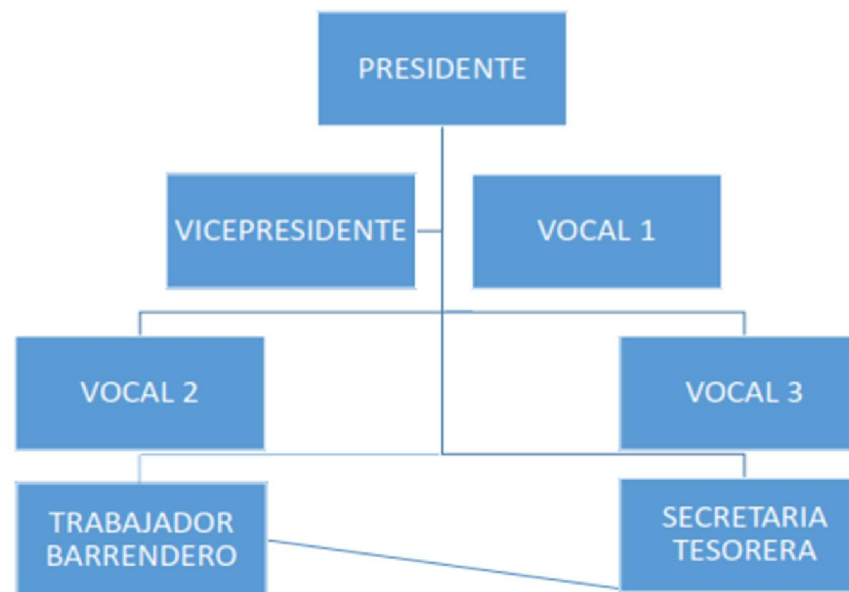 PRESIDENTE
VICEPRESIDENTE
VOCAL 1
VOCAL 2
VOCAL 3
TRABAJADOR
BARRENDERO
SECRETARIA
TESORERA